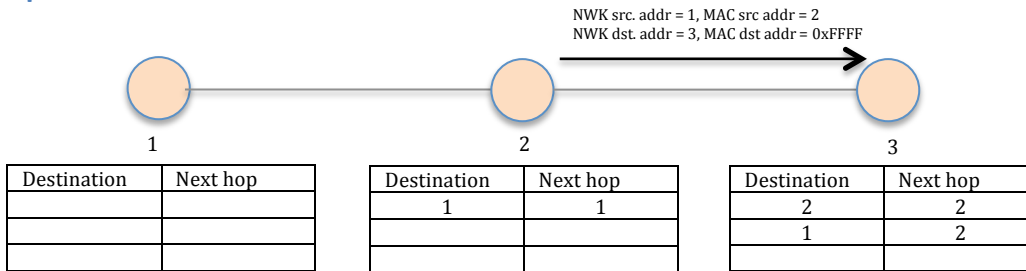 NWK src. addr = 1, MAC src addr = 2
NWK dst. addr = 3, MAC dst addr = 0xFFFF
1
2
3
Destination Next hop
Destination Next hop
1 1
Destination Next hop
2 2
1 2